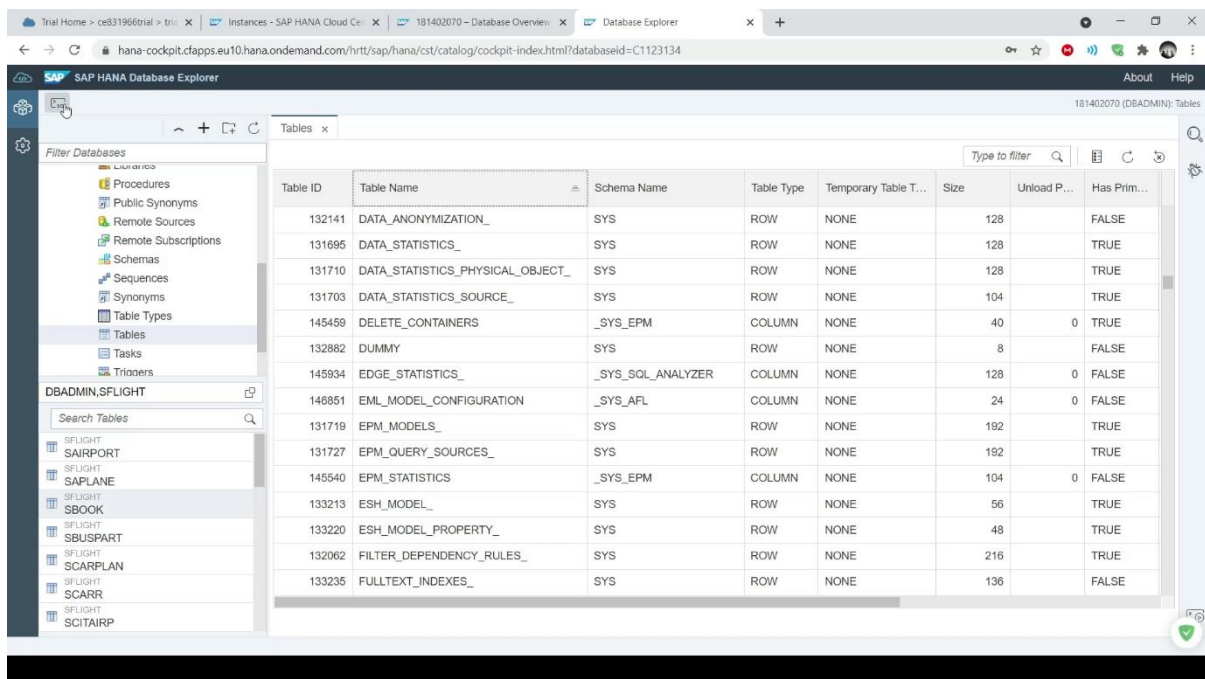 Trial Home > ce831966trial > tria
Instances - SAP HANA Cloud Cen
181402070 – Database Overview
Database Explorer
hana-cockpit.cfapps.eu10.hana.ondemand.com/hrtt/sap/hana/cst/catalog/cockpit-index.html?databaseid=C1123134
SAP SAP HANA Database Explorer
About Help
181402070 (DBADMIN): Tables
Tables
Filter Databases
Type to filter
Libraries
Procedures
Public Synonyms
Remote Sources
Remote Subscriptions
Schemas
Sequences
Synonyms
Table Types
Tables
Tasks
Triggers
DBADMIN,SFLIGHT
Search Tables
SFLIGHT
SAIRPORT
SFLIGHT
SAPLANE
SFLIGHT
SBOOK
SFLIGHT
SBUSPART
SFLIGHT
SCARPLAN
SFLIGHT
SCARR
SFLIGHT
SCITAIRP
Table ID Table Name Schema Name Table Type Temporary Table T... Size Unload P... Has Prim...
132141 DATA_ANONYMIZATION_ SYS ROW NONE 128 FALSE
131695 DATA_STATISTICS_ SYS ROW NONE 128 TRUE
131710 DATA_STATISTICS_PHYSICAL_OBJECT_ SYS ROW NONE 128 TRUE
131703 DATA_STATISTICS_SOURCE_ SYS ROW NONE 104 TRUE
145459 DELETE_CONTAINERS _SYS_EPM COLUMN NONE 40 0 TRUE
132882 DUMMY SYS ROW NONE 8 FALSE
145934 EDGE_STATISTICS_ _SYS_SQL_ANALYZER COLUMN NONE 128 0 FALSE
146851 EML_MODEL_CONFIGURATION _SYS_AFL COLUMN NONE 24 0 FALSE
131719 EPM_MODELS_ SYS ROW NONE 192 TRUE
131727 EPM_QUERY_SOURCES_ SYS ROW NONE 192 TRUE
145540 EPM_STATISTICS _SYS_EPM COLUMN NONE 104 0 FALSE
133213 ESH_MODEL_ SYS ROW NONE 56 TRUE
133220 ESH_MODEL_PROPERTY_ SYS ROW NONE 48 TRUE
132062 FILTER_DEPENDENCY_RULES_ SYS ROW NONE 216 TRUE
133235 FULLTEXT_INDEXES_ SYS ROW NONE 136 FALSE